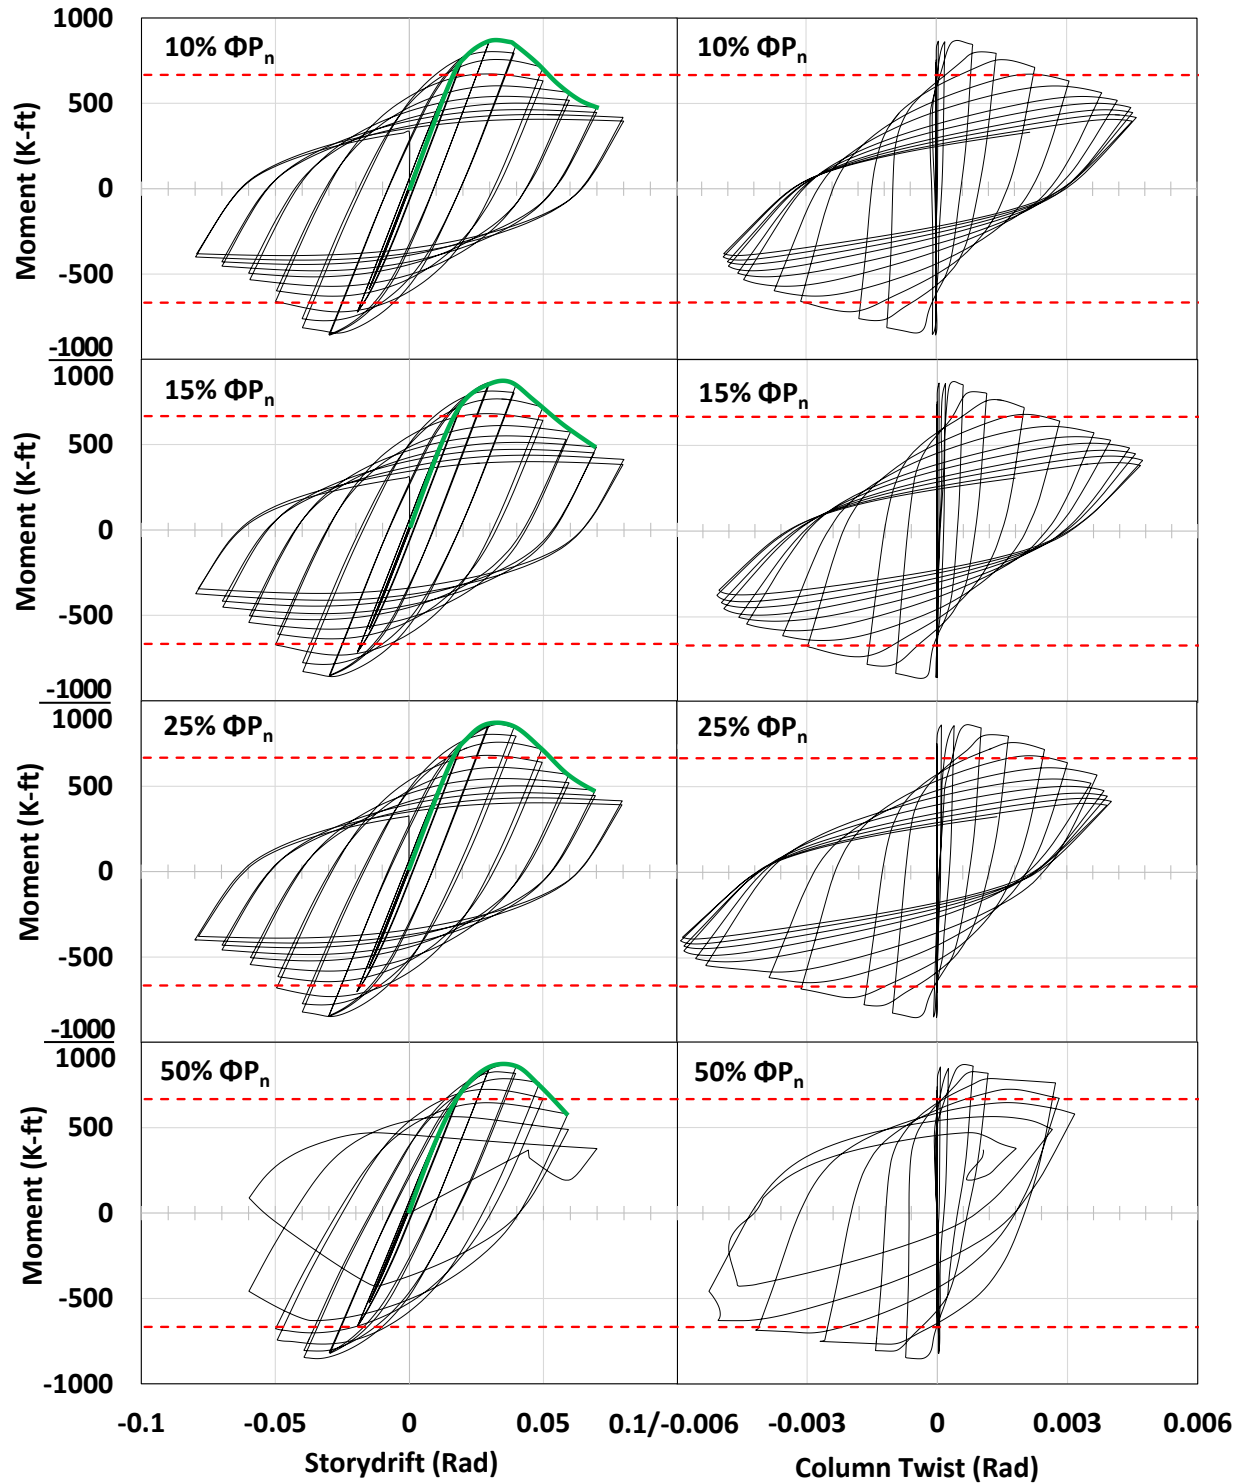 1000
500
0
-500
-1000
Moment (K-ft)
10% ΦPn
10% ΦPn
1000
500
0
-500
-1000
Moment (K-ft)
15% ΦPn
15% ΦPn
1000
500
0
-500
-1000
Moment (K-ft)
25% ΦPn
25% ΦPn
1000
500
0
-500
-1000
Moment (K-ft)
50% ΦPn
50% ΦPn
-0.1 -0.05 0 0.05 0.1/-0.006 -0.003 0 0.003 0.006
Storydrift (Rad) Column Twist (Rad)